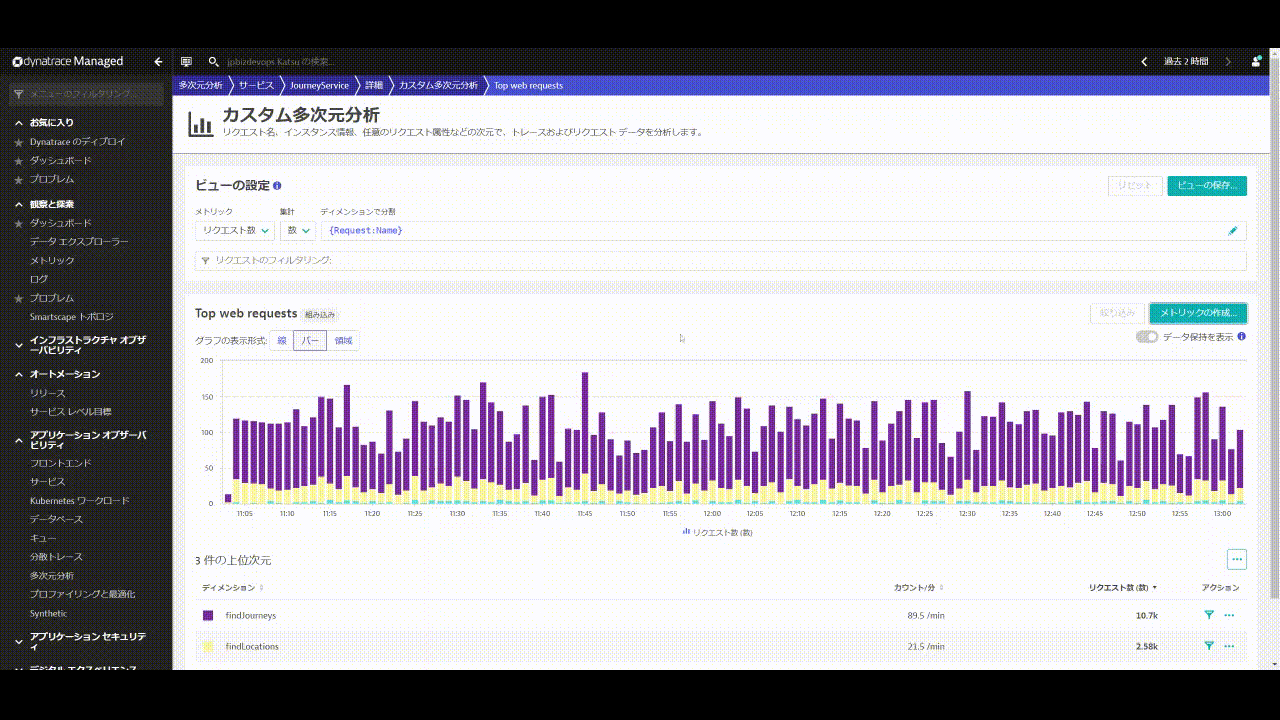 dynatrace Managed
jpbizdevops Katsu の検索...
過去 2 時間
メニューのフィルタリング
お気に入り
Dynatrace のディプロイ
ダッシュボード
プロブレム
観察と探索
ダッシュボード
データ エクスプローラー
メトリック
ログ
プロブレム
Smartscape トポロジ
インフラストラクチャ オブザ
ーバビリティ
オートメーション
リリース
サービス レベル目標
アプリケーション オブザーバ
ビリティ
フロントエンド
サービス
Kubernetes ワークロード
データベース
キュー
分散トレース
多次元分析
プロファイリングと最適化
Synthetic
アプリケーション セキュリテ
ィ
デジタル エクスペリエンス
多次元分析 サービス JourneyService 詳細 カスタム多次元分析 Top web requests
カスタム多次元分析
リクエスト名、インスタンス情報、任意のリクエスト属性などの次元で、トレースおよびリクエスト データを分析します。
ビューの設定
リセット ビューの保存...
メトリック 集計 ディメンションで分割
リクエスト数 数 {Request:Name}
リクエストのフィルタリング:
Top web requests 組み込み
絞り込み メトリックの作成...
グラフの表示形式: 線 バー 領域
データ保持を表示
200
150
100
50
0
11:05 11:10 11:15 11:20 11:25 11:30 11:35 11:40 11:45 11:50 11:55 12:00 12:05 12:10 12:15 12:20 12:25 12:30 12:35 12:40 12:45 12:50 12:55 13:00
リクエスト数 (数)
3 件の上位次元
ディメンション カウント/分 リクエスト数 (数) アクション
findJourneys 89.5 /min 10.7k
findLocations 21.5 /min 2.58k